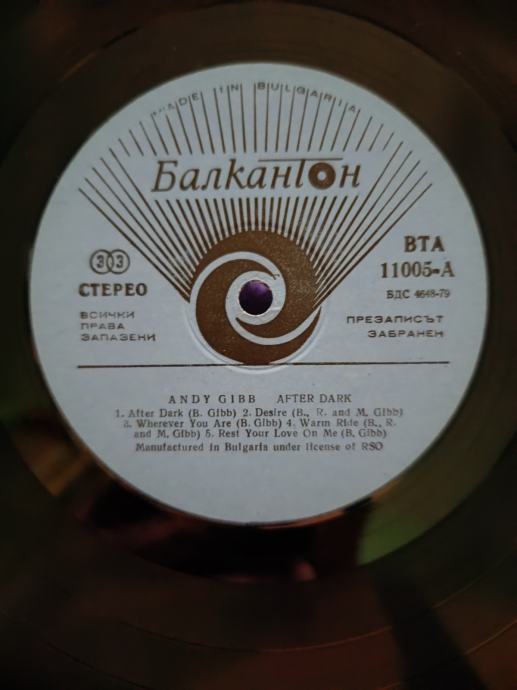 MADE IN BULGARIA
Балкантон
33
СТЕРЕО
ВСИЧКИ
ПРАВА
ЗАПАЗЕНИ
ВТА
11005-А
БДС 4648-79
ПРЕЗАПИСЪТ
ЗАБРАНЕН
ANDY GIBB AFTER DARK
1. After Dark (B. Gibb) 2. Desire (B., R. and M. Gibb)
3. Wherever You Are (B. Gibb) 4. Warm Ride (B., R.
and M. Gibb) 5. Rest Your Love On Me (B. Gibb)
Manufactured in Bulgaria under license of RSO